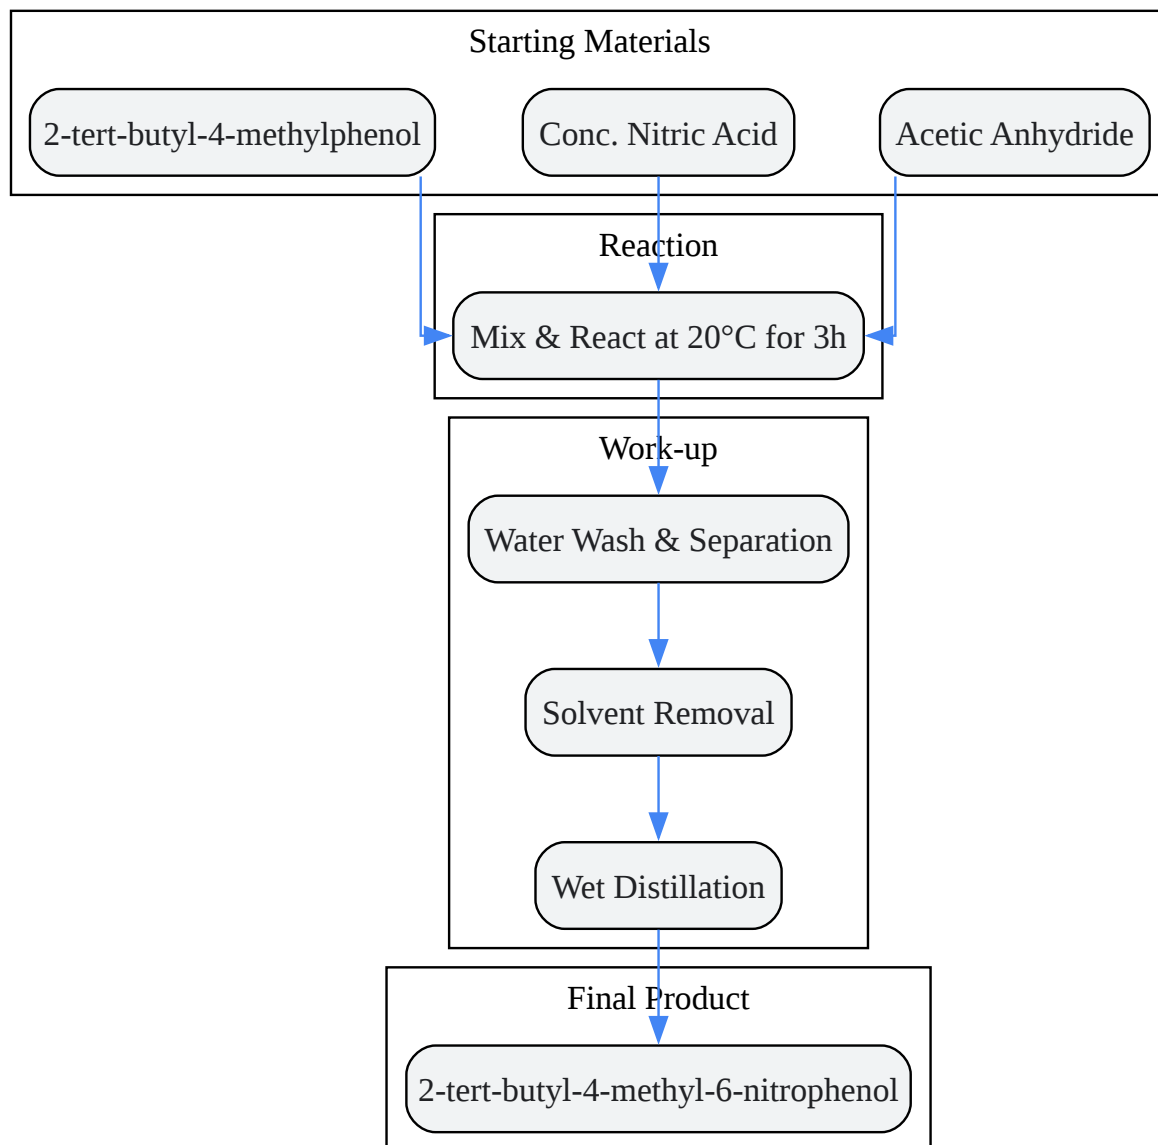 Starting Materials
2-tert-butyl-4-methylphenol
Conc. Nitric Acid
Acetic Anhydride
Reaction
Mix & React at 20°C for 3h
Work-up
Water Wash & Separation
Solvent Removal
Wet Distillation
Final Product
2-tert-butyl-4-methyl-6-nitrophenol